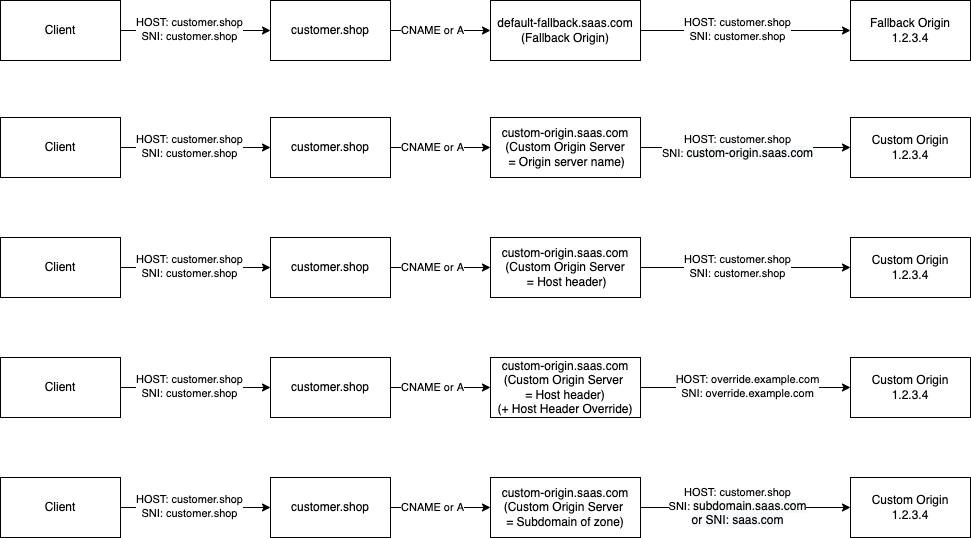 Client
HOST: customer.shop
SNI: customer.shop
customer.shop
CNAME or A
default-fallback.saas.com
(Fallback Origin)
HOST: customer.shop
SNI: customer.shop
Fallback Origin
1.2.3.4
Client
HOST: customer.shop
SNI: customer.shop
customer.shop
CNAME or A
custom-origin.saas.com
(Custom Origin Server
= Origin server name)
HOST: customer.shop
SNI: custom-origin.saas.com
Custom Origin
1.2.3.4
Client
HOST: customer.shop
SNI: customer.shop
customer.shop
CNAME or A
custom-origin.saas.com
(Custom Origin Server
= Host header)
HOST: customer.shop
SNI: customer.shop
Custom Origin
1.2.3.4
Client
HOST: customer.shop
SNI: customer.shop
customer.shop
CNAME or A
custom-origin.saas.com
(Custom Origin Server
= Host header)
(+ Host Header Override)
HOST: override.example.com
SNI: override.example.com
Custom Origin
1.2.3.4
Client
HOST: customer.shop
SNI: customer.shop
customer.shop
CNAME or A
custom-origin.saas.com
(Custom Origin Server
= Subdomain of zone)
HOST: customer.shop
SNI: subdomain.saas.com
or SNI: saas.com
Custom Origin
1.2.3.4